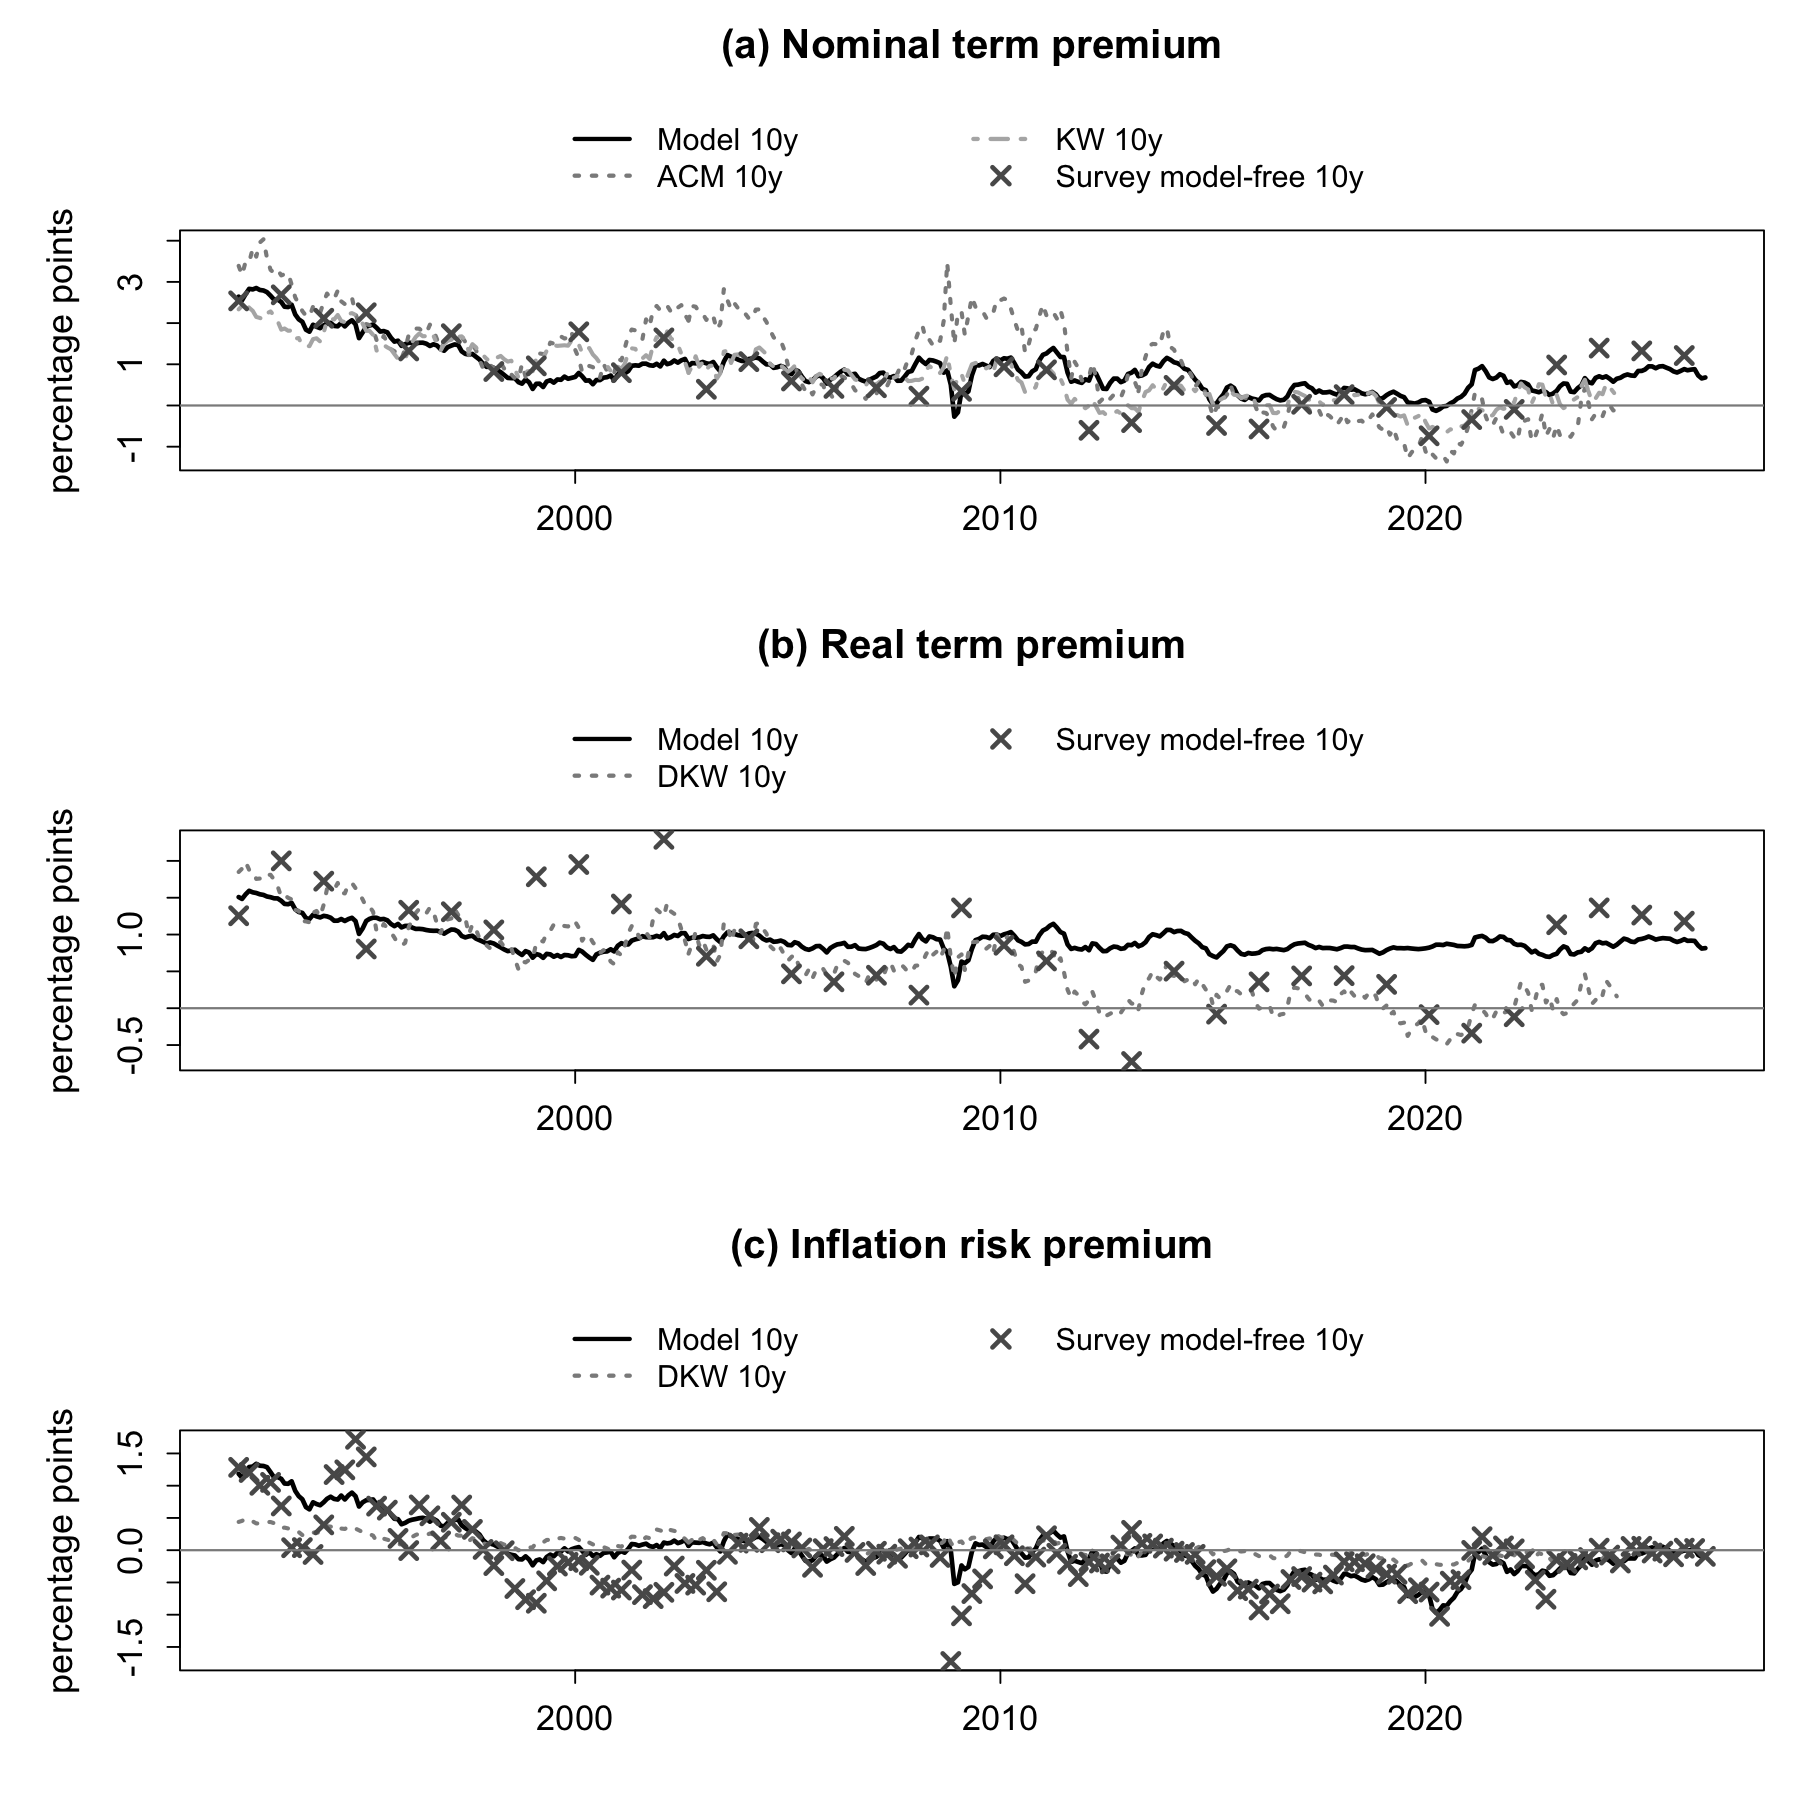 (a) Nominal term premium
Model 10y
ACM 10y
KW 10y
Survey model-free 10y
percentage points
3
1
-1
2000
2010
2020
(b) Real term premium
Model 10y
DKW 10y
Survey model-free 10y
percentage points
1.0
-0.5
2000
2010
2020
(c) Inflation risk premium
Model 10y
DKW 10y
Survey model-free 10y
percentage points
1.5
0.0
-1.5
2000
2010
2020